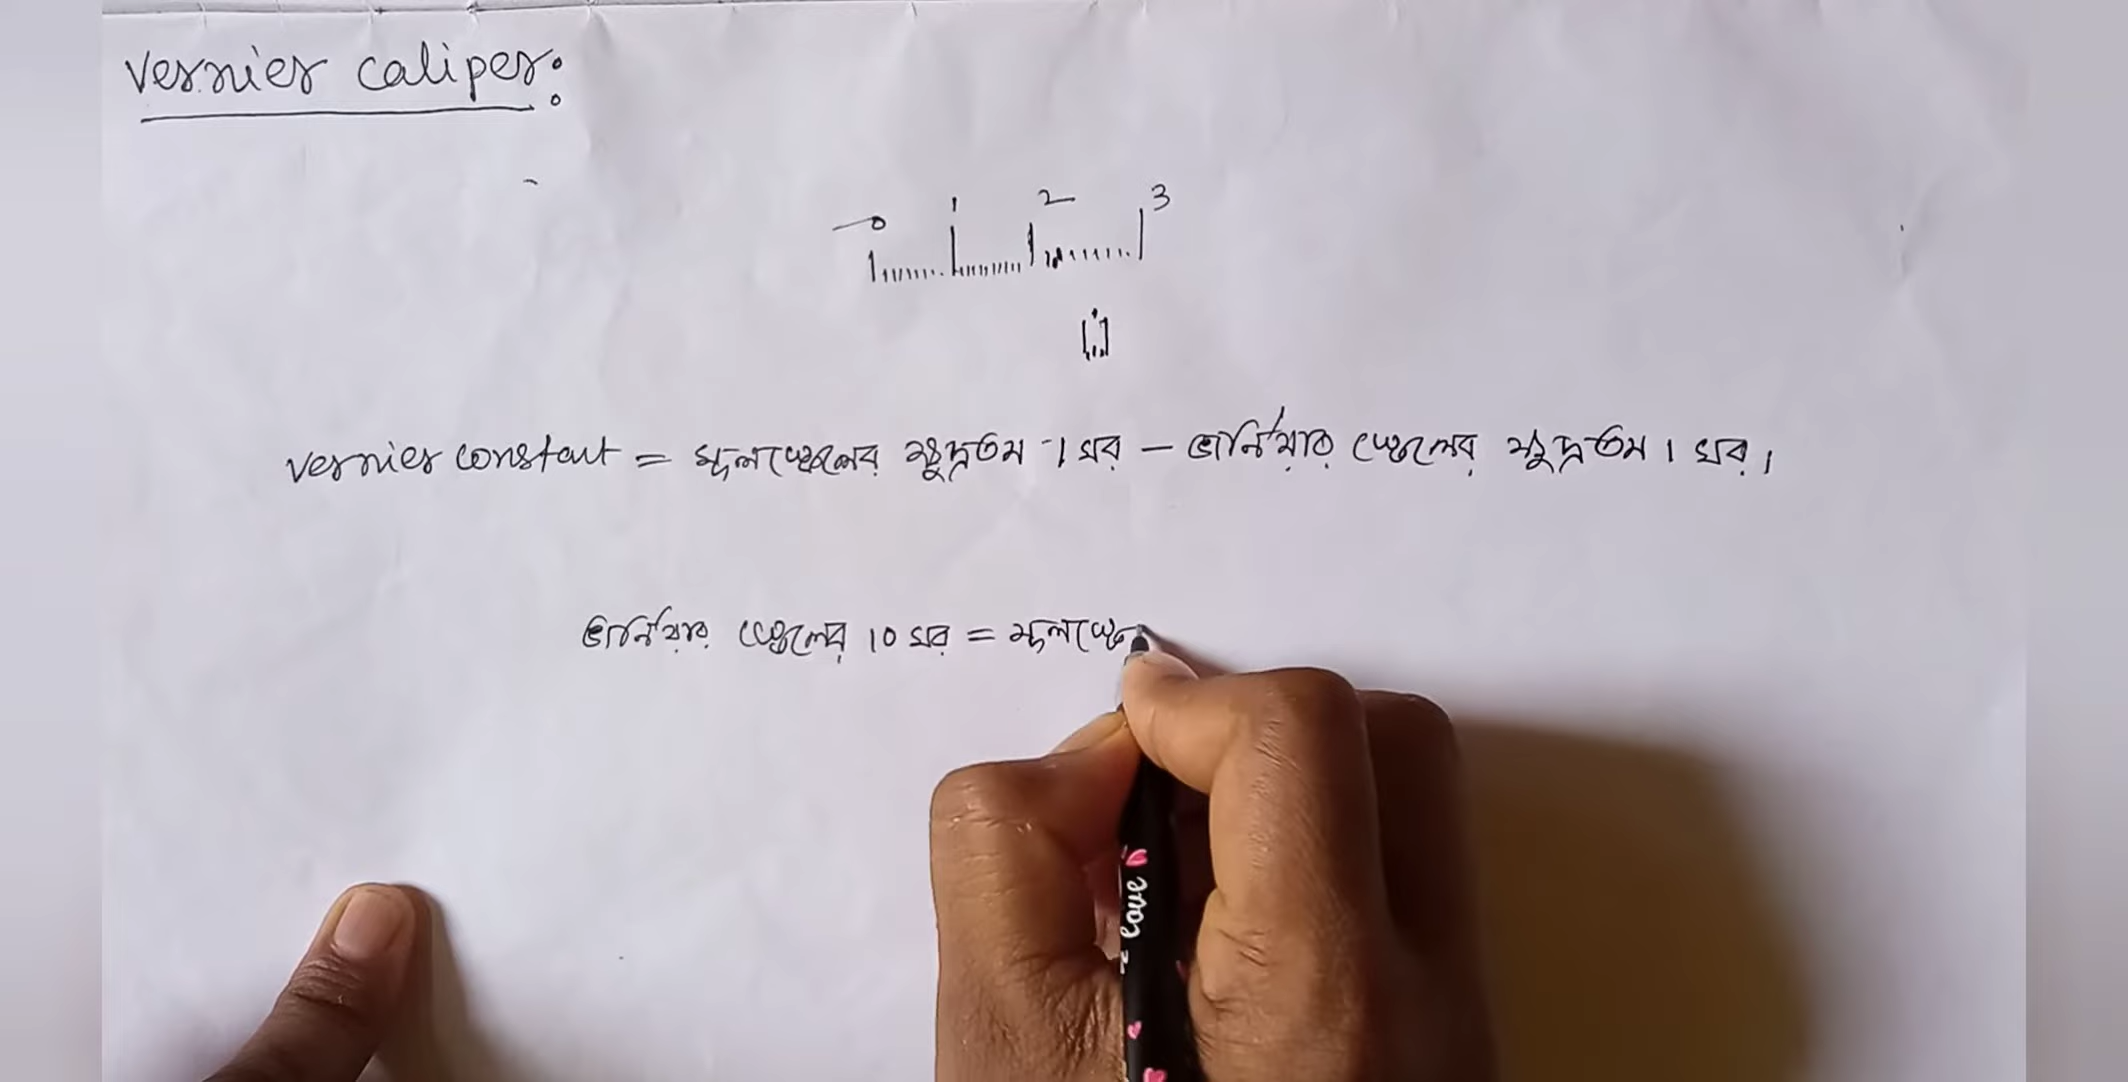 Vernier caliper:
0 1 2 3
vernier constant = মূলস্কেলের ক্ষুদ্রতম 1 ঘর - ভার্নিয়ার স্কেলের ক্ষুদ্রতম 1 ঘর।
ভার্নিয়ার স্কেলের 10 ঘর = মূলস্কে
love